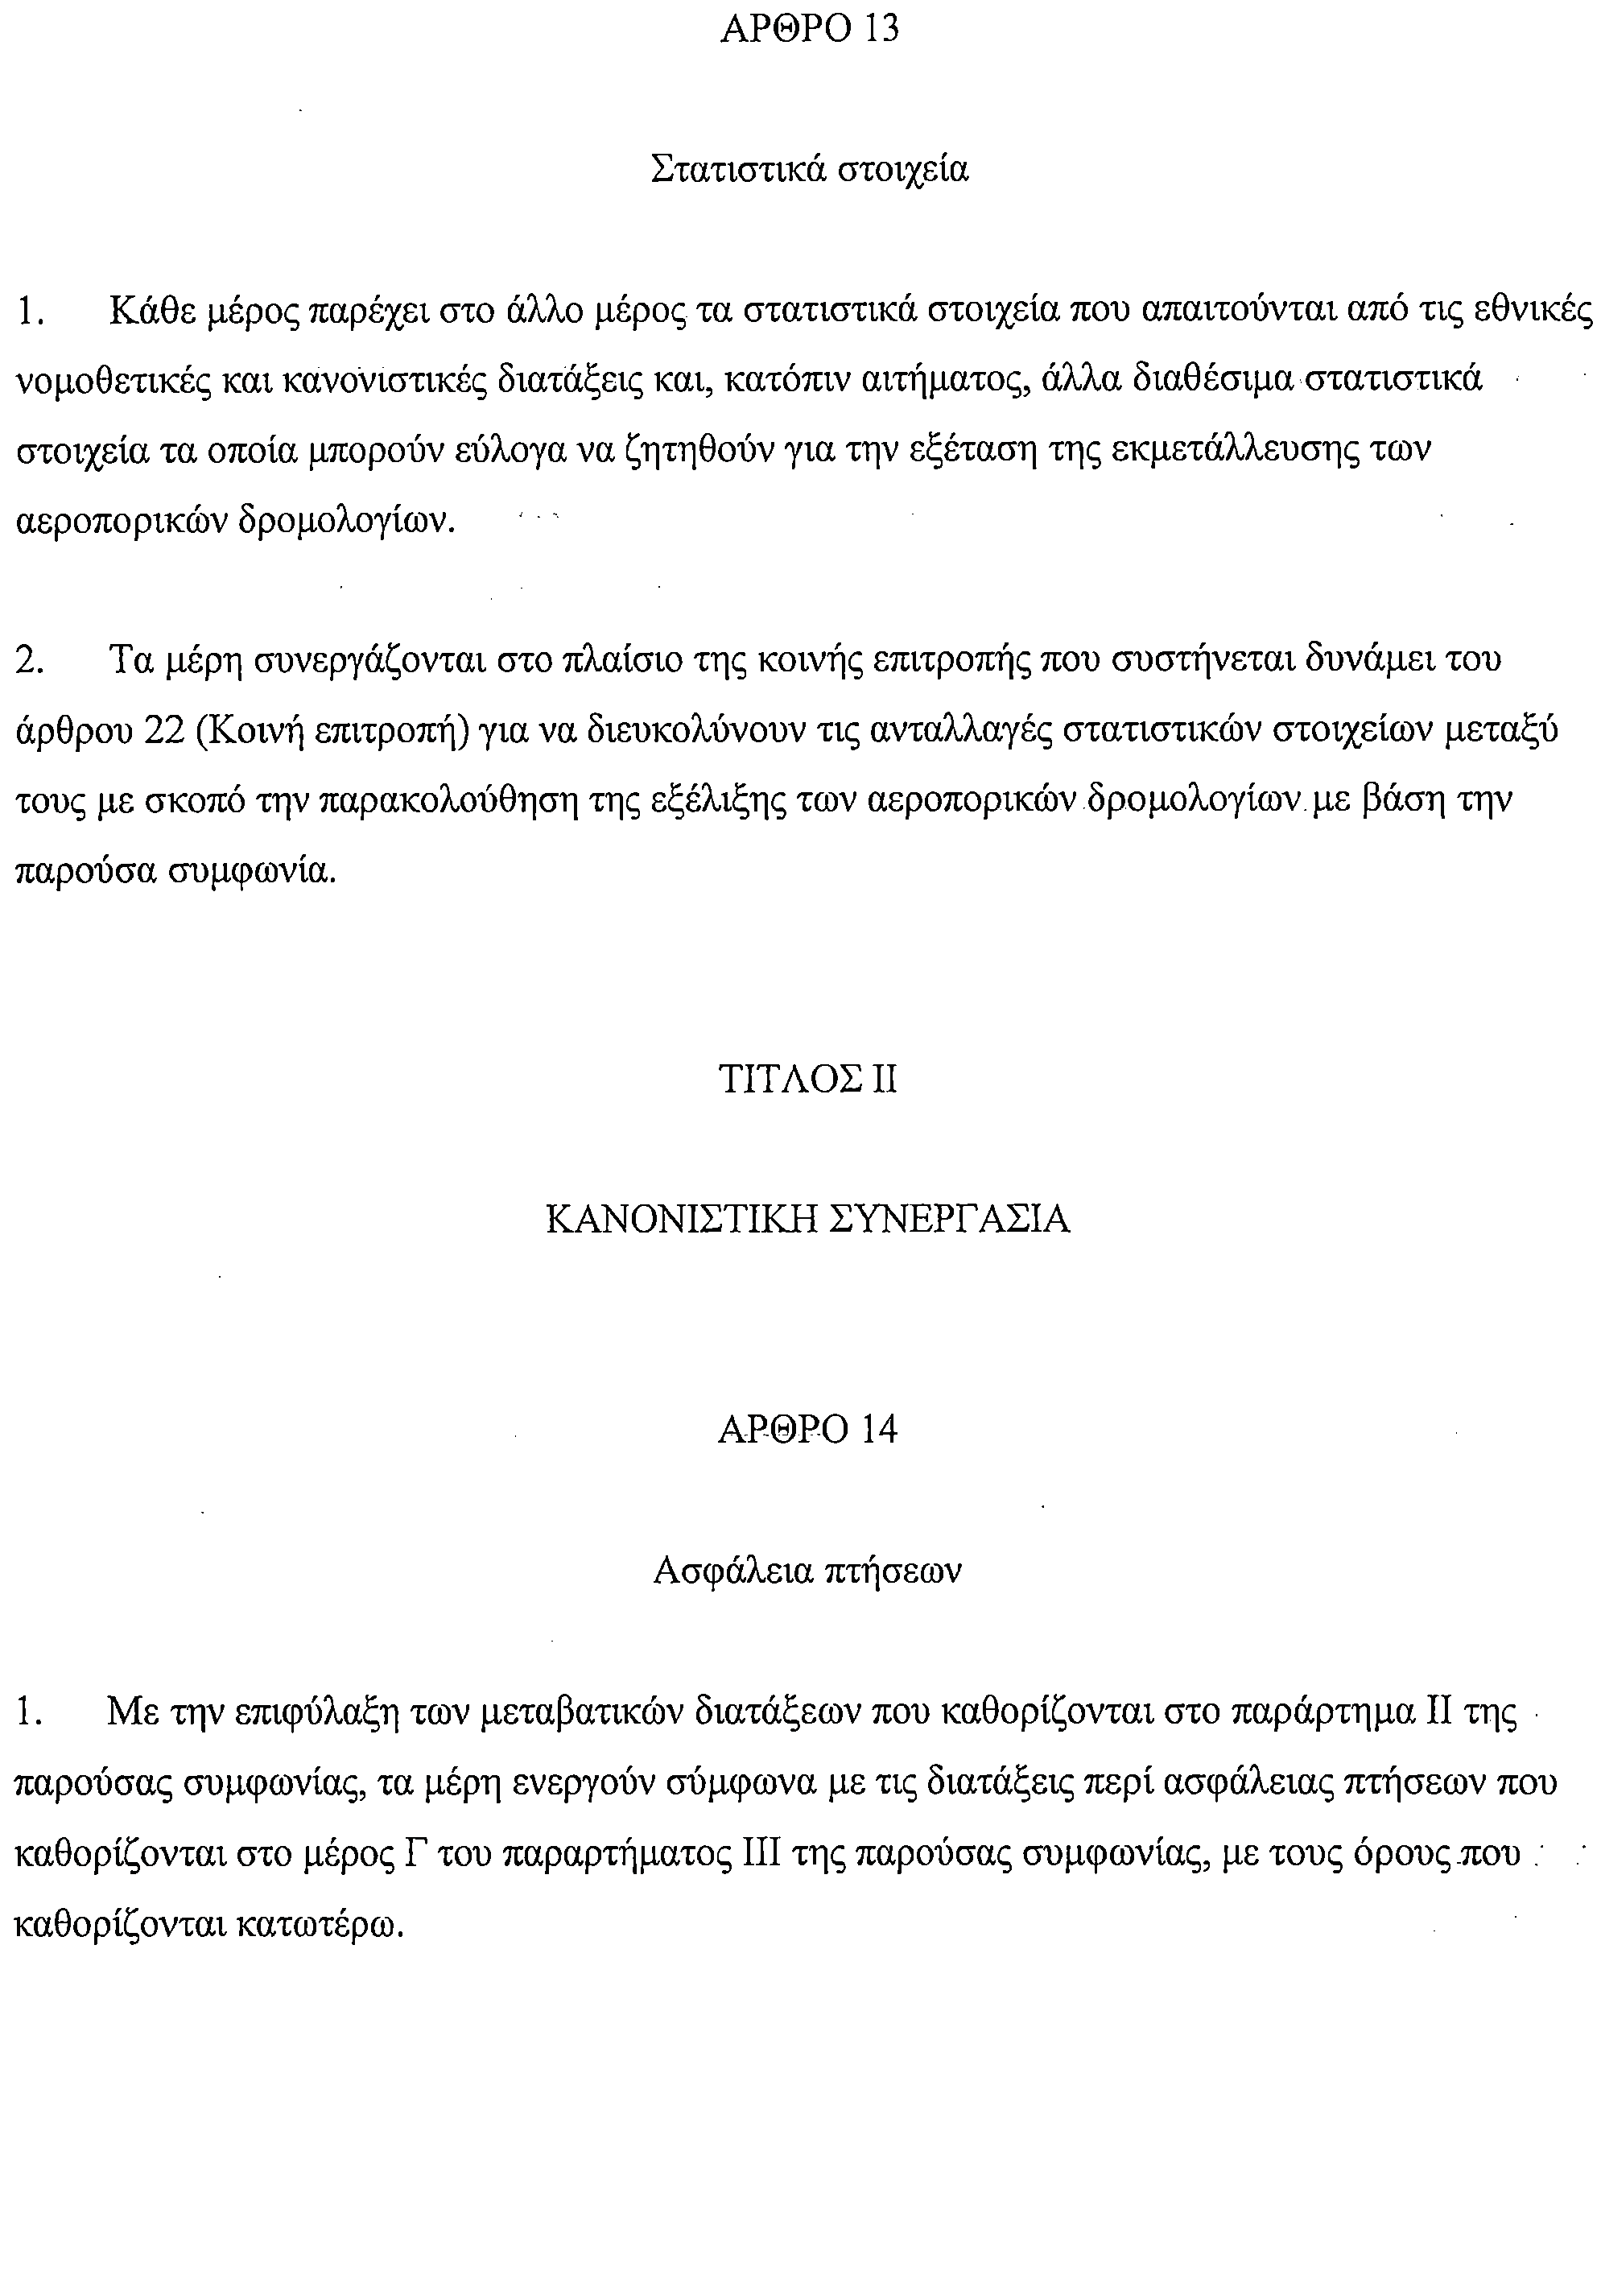 ΑΡΘΡΟ 13
Στατιστικά στοιχεία
1. Κάθε μέρος παρέχει στο άλλο μέρος τα στατιστικά στοιχεία που απαιτούνται από τις εθνικές
νομοθετικές και κανονιστικές διατάξεις και, κατόπιν αιτήματος, άλλα διαθέσιμα στατιστικά
στοιχεία τα οποία μπορούν εύλογα να ζητηθούν για την εξέταση της εκμετάλλευσης των
αεροπορικών δρομολογίων.
2. Τα μέρη συνεργάζονται στο πλαίσιο της κοινής επιτροπής που συστήνεται δυνάμει του
άρθρου 22 (Κοινή επιτροπή) για να διευκολύνουν τις ανταλλαγές στατιστικών στοιχείων μεταξύ
τους με σκοπό την παρακολούθηση της εξέλιξης των αεροπορικών δρομολογίων με βάση την
παρούσα συμφωνία.
ΤΙΤΛΟΣ ΙΙ
ΚΑΝΟΝΙΣΤΙΚΗ ΣΥΝΕΡΓΑΣΙΑ
ΑΡΘΡΟ 14
Ασφάλεια πτήσεων
1. Με την επιφύλαξη των μεταβατικών διατάξεων που καθορίζονται στο παράρτημα ΙΙ της
παρούσας συμφωνίας, τα μέρη ενεργούν σύμφωνα με τις διατάξεις περί ασφάλειας πτήσεων που
καθορίζονται στο μέρος Γ του παραρτήματος ΙΙΙ της παρούσας συμφωνίας, με τους όρους που
καθορίζονται κατωτέρω.